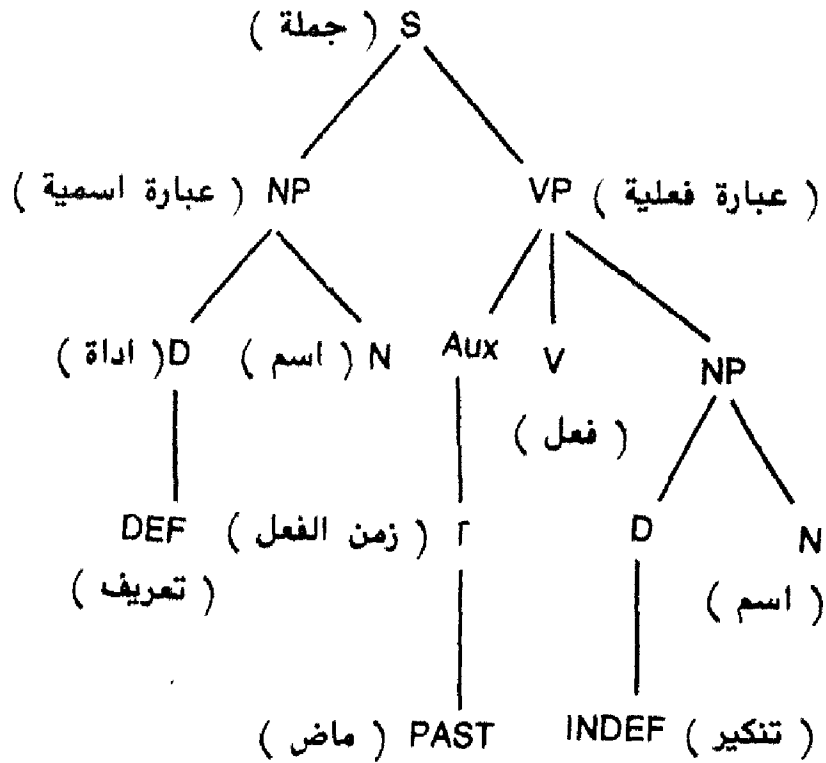 S ( جملة )
NP ( عبارة اسمية ) VP ( عبارة فعلية )
D ( اداة ) N ( اسم ) Aux V NP
( فعل )
DEF ( زمن الفعل ) T D N
( تعريف ) ( اسم )
PAST ( ماض ) INDEF ( تنكير )